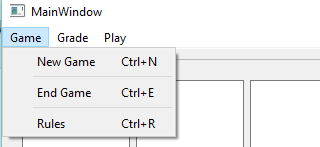 MainWindow
Game Grade Play
New Game Ctrl+N
End Game Ctrl+E
Rules Ctrl+R